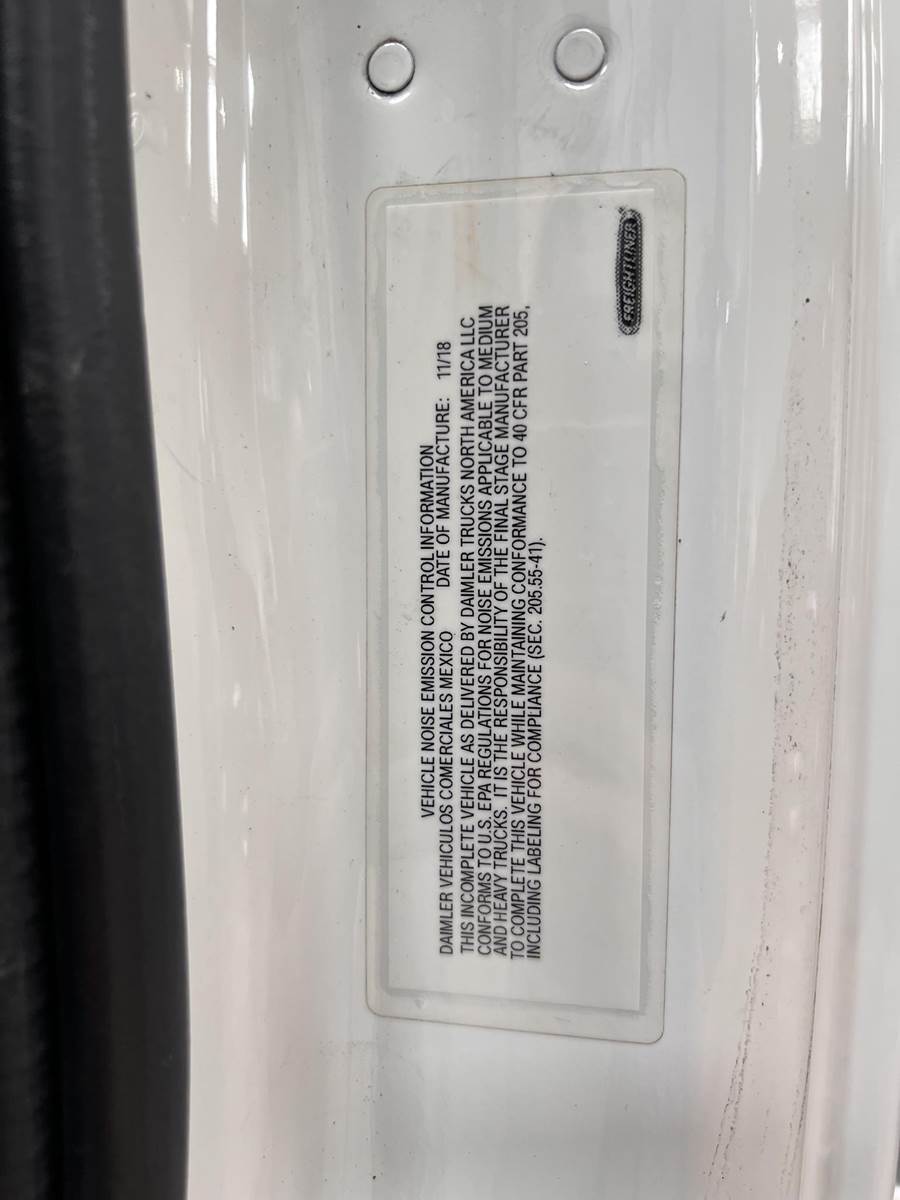 VEHICLE NOISE EMISSION CONTROL INFORMATION
DAIMLER VEHICULOS COMERCIALES MEXICO DATE OF MANUFACTURE: 11/18
THIS INCOMPLETE VEHICLE AS DELIVERED BY DAIMLER TRUCKS NORTH AMERICA LLC
CONFORMS TO U.S. EPA REGULATIONS FOR NOISE EMISSIONS APPLICABLE TO MEDIUM
AND HEAVY TRUCKS. IT IS THE RESPONSIBILITY OF THE FINAL STAGE MANUFACTURER
TO COMPLETE THIS VEHICLE WHILE MAINTAINING CONFORMANCE TO 40 CFR PART 205,
INCLUDING LABELING FOR COMPLIANCE (SEC. 205.55-41).
FREIGHTLINER